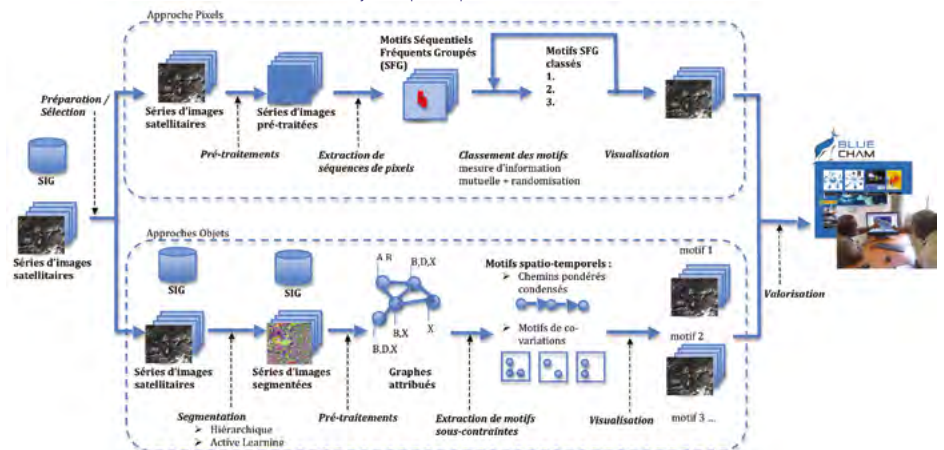 Approche Pixels
Motifs Séquentiels
Fréquents Groupés
(SFG)
Motifs SFG
classés
1.
2.
3.
Préparation /
Sélection
Séries d'images
satellitaires
Séries d'images
pré-traitées
Pré-traitements
Extraction de
séquences de pixels
Classement des motifs
mesure d'information
mutuelle + randomisation
Visualisation
SIG
Séries d'images
satellitaires
BLUE
CHAM
Valorisation
Approches Objets
SIG
SIG
A B
B,D,X
B,X
X
B,D,X
Motifs spatio-temporels :
➢ Chemins pondérés
condensés
➢ Motifs de co-
variations
motif 1
motif 2
motif 3 ...
Séries d'images
satellitaires
Séries d'images
segmentées
Graphes
attribués
Segmentation
➢ Hiérarchique
➢ Active Learning
Pré-traitements
Extraction de motifs
sous-contraintes
Visualisation